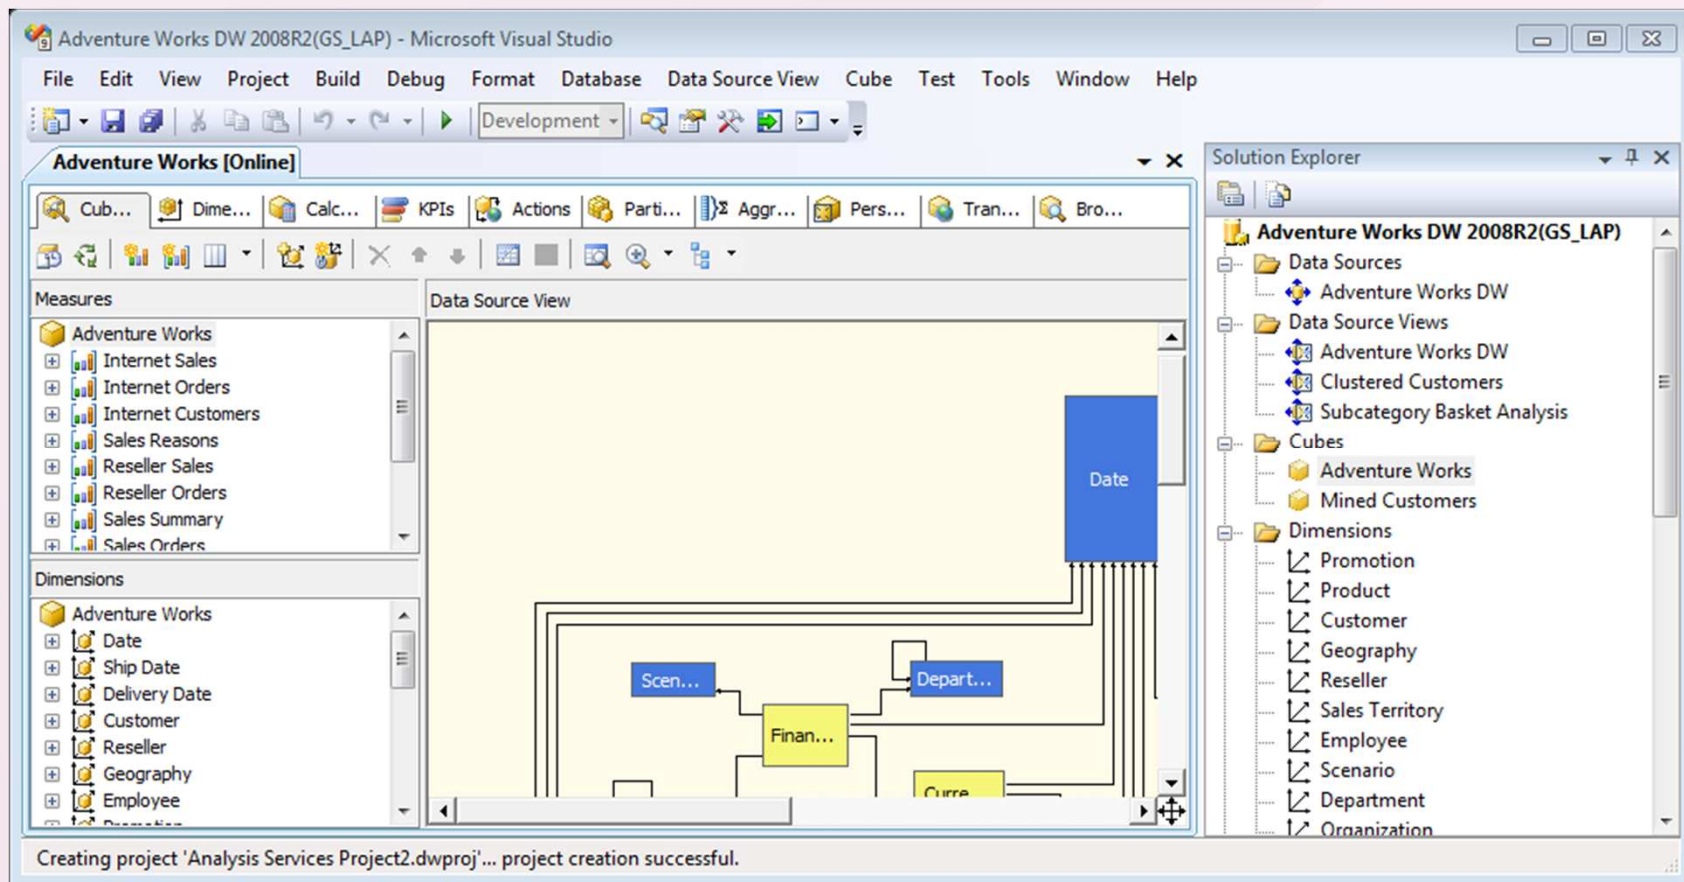 Adventure Works DW 2008R2(GS_LAP) - Microsoft Visual Studio
File Edit View Project Build Debug Format Database Data Source View Cube Test Tools Window Help
Development
Adventure Works [Online]
Cub... Dime... Calc... KPIs Actions Parti... Aggr... Pers... Tran... Bro...
Measures
Adventure Works
Internet Sales
Internet Orders
Internet Customers
Sales Reasons
Reseller Sales
Reseller Orders
Sales Summary
Sales Orders
Dimensions
Adventure Works
Date
Ship Date
Delivery Date
Customer
Reseller
Geography
Employee
Promotion
Data Source View
Date
Scen...
Depart...
Finan...
Curre...
Solution Explorer
Adventure Works DW 2008R2(GS_LAP)
Data Sources
Adventure Works DW
Data Source Views
Adventure Works DW
Clustered Customers
Subcategory Basket Analysis
Cubes
Adventure Works
Mined Customers
Dimensions
Promotion
Product
Customer
Geography
Reseller
Sales Territory
Employee
Scenario
Department
Organization
Creating project 'Analysis Services Project2.dwproj'... project creation successful.